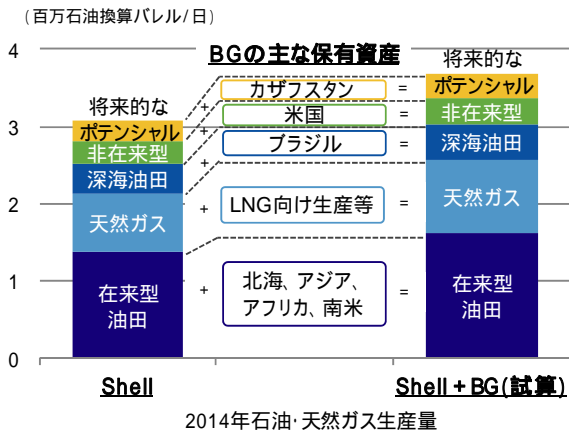 (百万石油換算バレル/日)
4
3
2
1
0
BGの主な保有資産
将来的な
ポテンシャル
非在来型
深海油田
天然ガス
在来型
油田
+
+
+
+
+
カザフスタン
米国
ブラジル
LNG向け生産等
北海、アジア、
アフリカ、南米
=
=
=
=
=
将来的な
ポテンシャル
非在来型
深海油田
天然ガス
在来型
油田
Shell
Shell + BG(試算)
2014年石油・天然ガス生産量